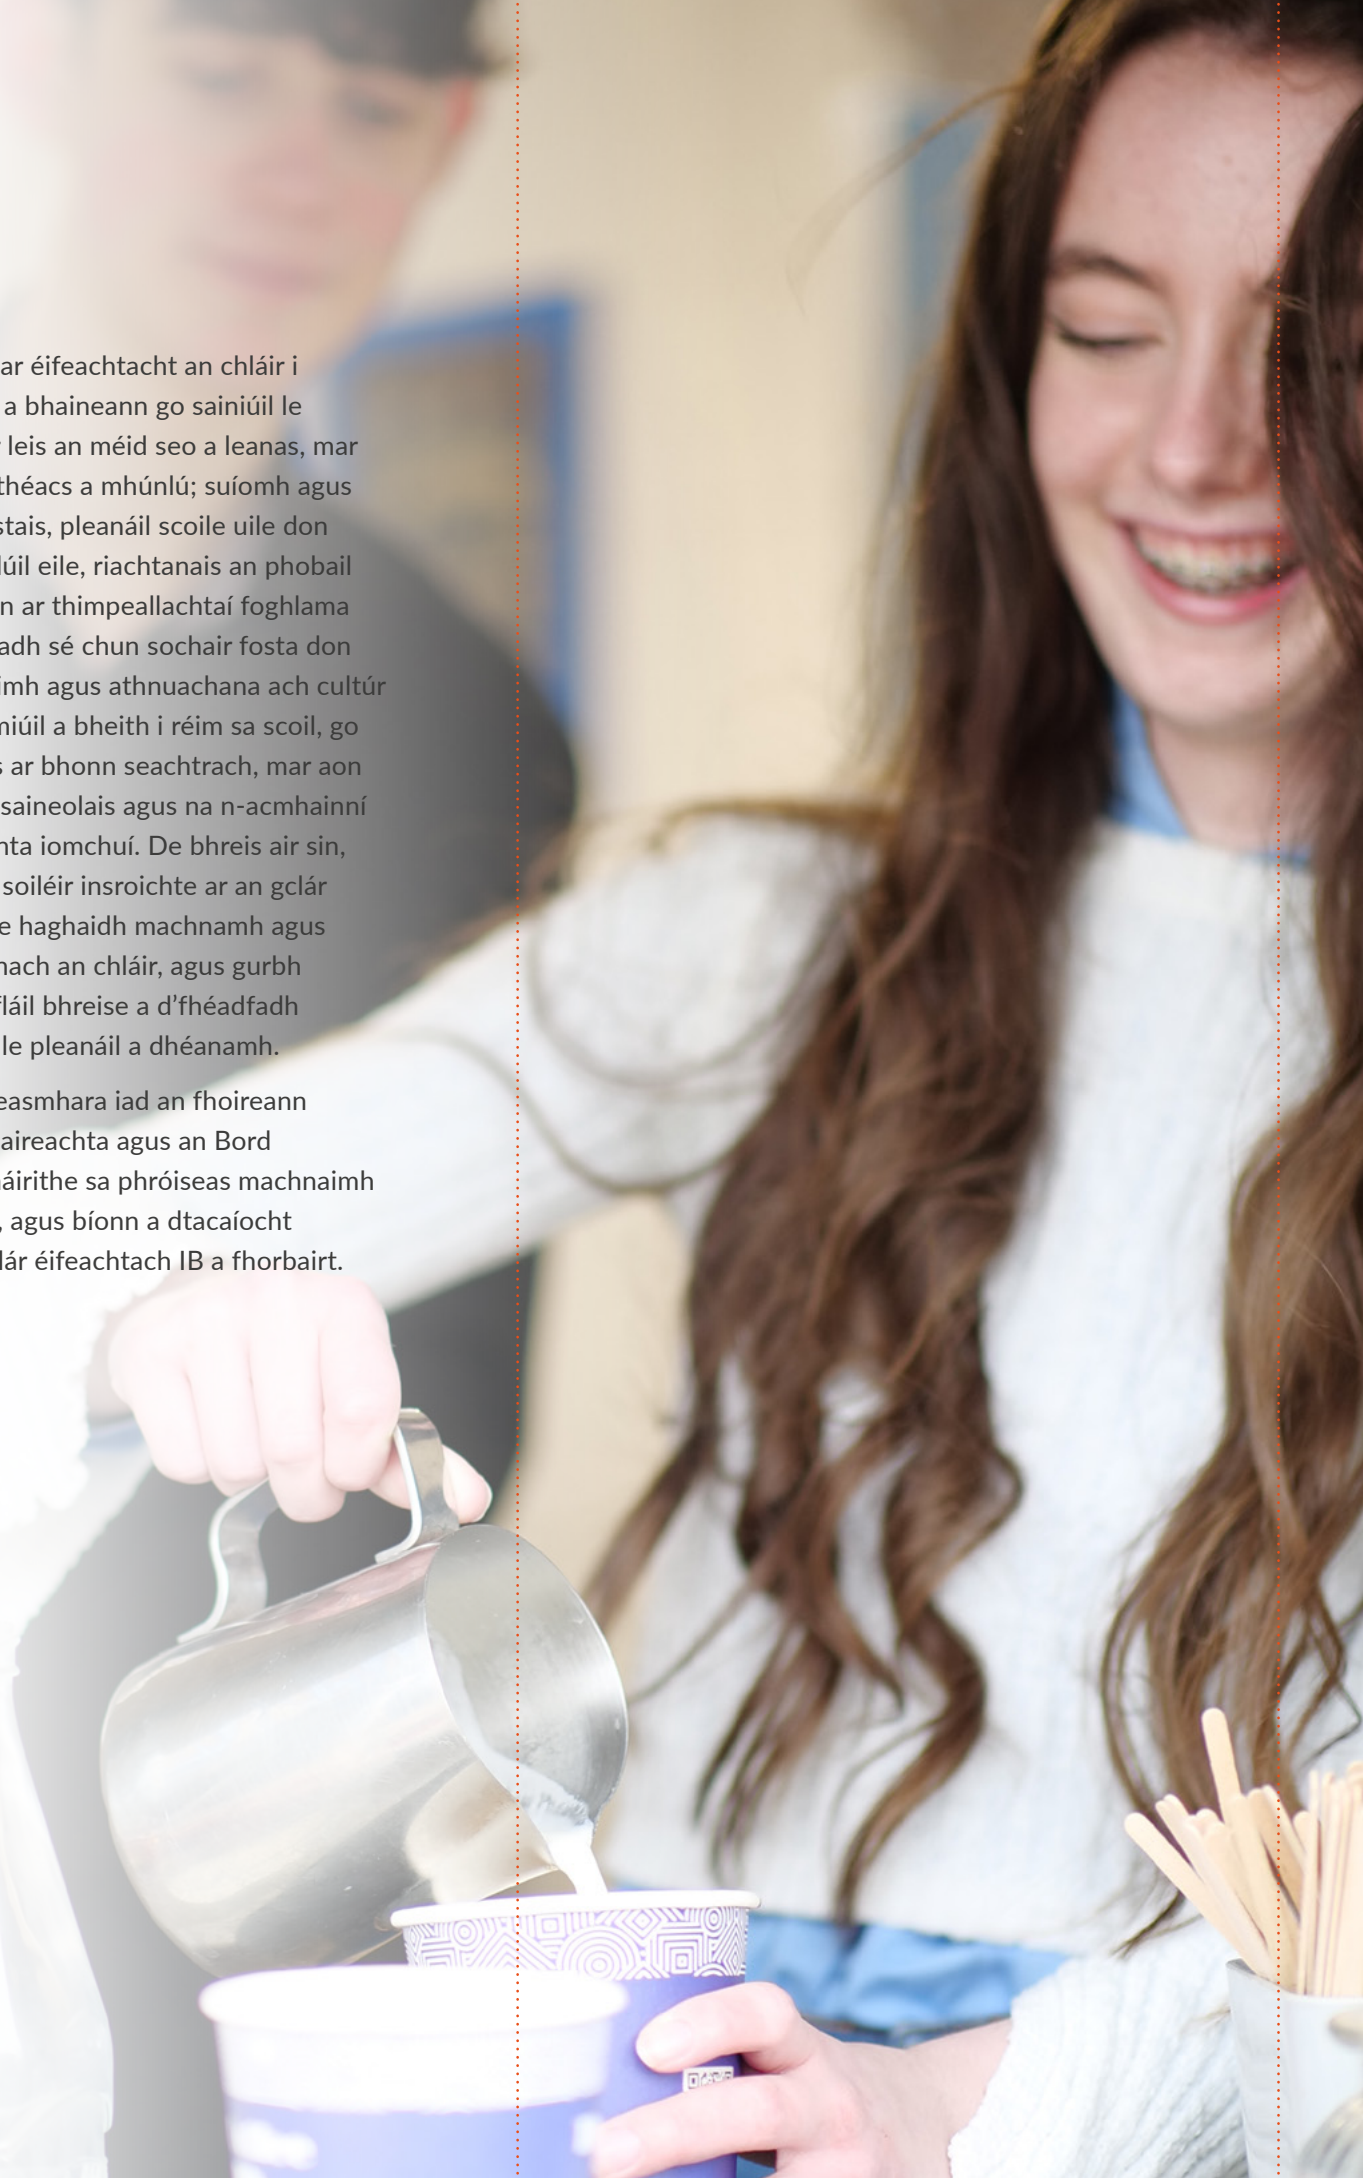 ar éifeachtacht an chláir i
a bhaineann go sainiúil le
leis an méid seo a leanas, mar
théacs a mhúnlú; suíomh agus
stais, pleanáil scoile uile don
lúil eile, riachtanais an phobail
n ar thimpeallachtaí foghlama
adh sé chun sochair fosta don
imh agus athnuachana ach cultúr
niúil a bheith i réim sa scoil, go
s ar bhonn seachtrach, mar aon
saineolais agus na n-acmhainní
nta iomchuí. De bhreis air sin,
soiléir insroichte ar an gclár
e haghaidh machnamh agus
nach an chláir, agus gurbh
fláil bhreise a d’fhéadfadh
le pleanáil a dhéanamh.
easmhara iad an fhoireann
aireachta agus an Bord
áirithe sa phróiseas machnaimh
, agus bíonn a dtacaíocht
lár éifeachtach IB a fhorbairt.